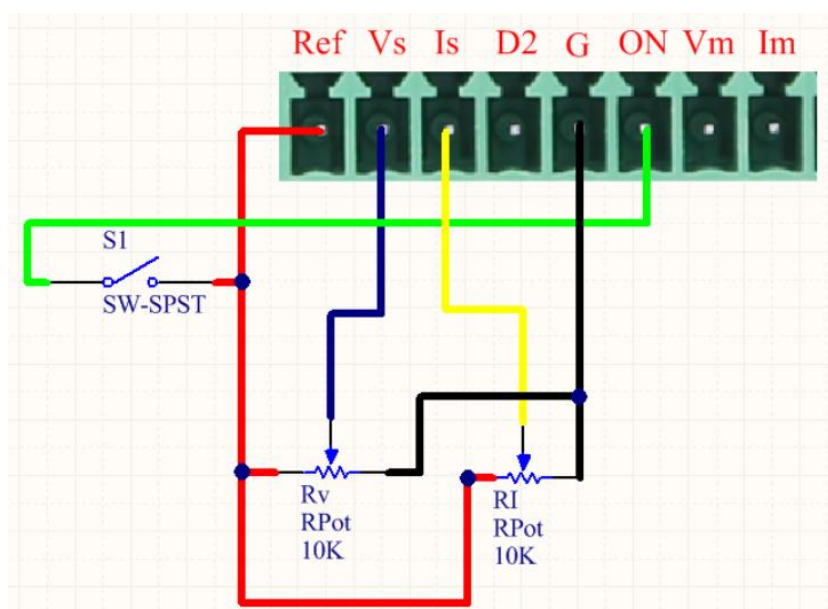 Ref Vs Is D2 G ON Vm Im
S1
SW-SPST
Rv
RPot
10K
RI
RPot
10K